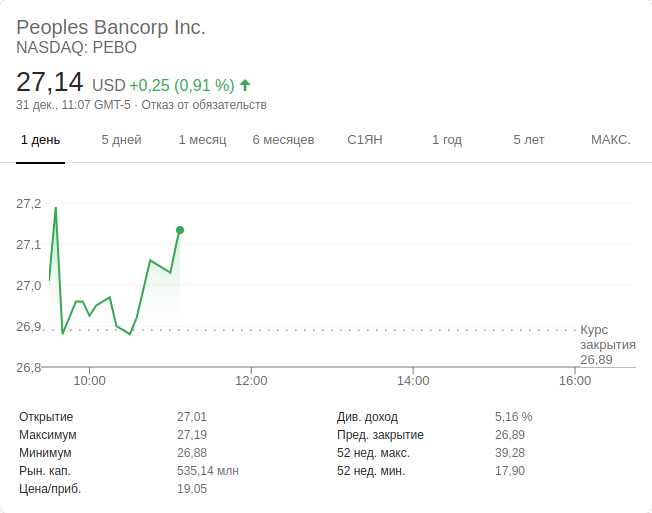 Peoples Bancorp Inc.
NASDAQ: PEBO
27,14 USD +0,25 (0,91 %)
31 дек., 11:07 GMT-5 · Отказ от обязательств
1 день 5 дней 1 месяц 6 месяцев С1ЯН 1 год 5 лет МАКС.
27,2
27,1
27,0
26,9
Курс
закрытия
26,89
26,8
10:00 12:00 14:00 16:00
Открытие 27,01 Див. доход 5,16 %
Максимум 27,19 Пред. закрытие 26,89
Минимум 26,88 52 нед. макс. 39,28
Рын. кап. 535,14 млн 52 нед. мин. 17,90
Цена/приб. 19,05